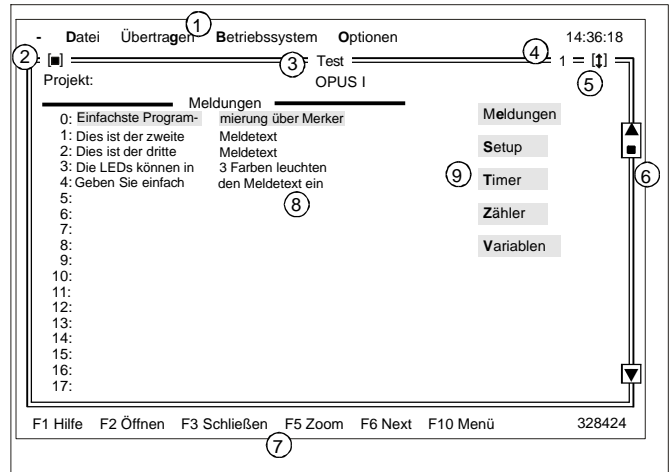 - Datei Übertragen Betriebssystem Optionen 14:36:18
1
2 [■] 3 Test 4 1 = [↕]
5
Projekt: OPUS I
Meldungen
0: Einfachste Program- mierung über Merker
1: Dies ist der zweite Meldetext
2: Dies ist der dritte Meldetext
3: Die LEDs können in 3 Farben leuchten
4: Geben Sie einfach den Meldetext ein
5:
6:
7:
8:
9:
10:
11:
12:
13:
14:
15:
16:
17:
8
Meldungen
Setup
9 Timer 6
Zähler
Variablen
F1 Hilfe F2 Öffnen F3 Schließen F5 Zoom F6 Next F10 Menü 328424
7